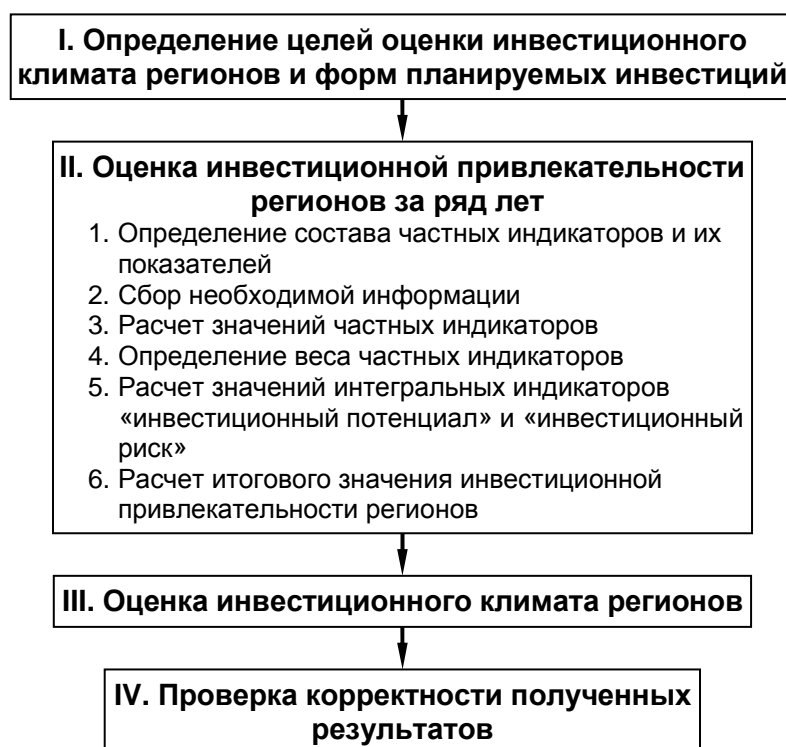 I. Определение целей оценки инвестиционного
климата регионов и форм планируемых инвестиций
II. Оценка инвестиционной привлекательности
регионов за ряд лет
1. Определение состава частных индикаторов и их
показателей
2. Сбор необходимой информации
3. Расчет значений частных индикаторов
4. Определение веса частных индикаторов
5. Расчет значений интегральных индикаторов
«инвестиционный потенциал» и «инвестиционный
риск»
6. Расчет итогового значения инвестиционной
привлекательности регионов
III. Оценка инвестиционного климата регионов
IV. Проверка корректности полученных
результатов